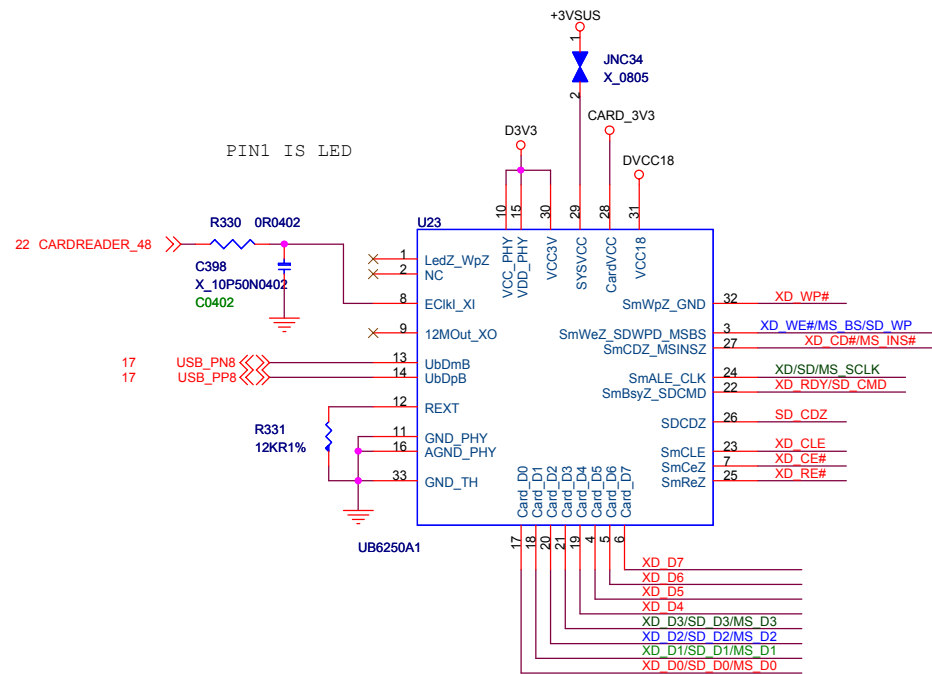 +3VSUS
1
JNC34
X_0805
2
CARD_3V3
D3V3
DVCC18
PIN1 IS LED
10
15
30
29
28
31
R330 0R0402
U23
22 CARDREADER_48
C398
X_10P50N0402
C0402
VCC_PHY
VDD_PHY
VCC3V
SYSVCC
CardVCC
VCC18
1 LedZ_WpZ
2 NC
8 EClkI_XI
9 12MOut_XO
17 USB_PN8 13 UbDmB
17 USB_PP8 14 UbDpB
12 REXT
R331
12KR1%
11 GND_PHY
16 AGND_PHY
33 GND_TH
SmWpZ_GND 32 XD_WP#
SmWeZ_SDWPD_MSBS 3 XD_WE#/MS_BS/SD_WP
SmCDZ_MSINSZ 27 XD_CD#/MS_INS#
SmALE_CLK 24 XD/SD/MS_SCLK
SmBsyZ_SDCMD 22 XD_RDY/SD_CMD
SDCDZ 26 SD_CDZ
SmCLE 23 XD_CLE
SmCeZ 7 XD_CE#
SmReZ 25 XD_RE#
Card_D0
Card_D1
Card_D2
Card_D3
Card_D4
Card_D5
Card_D6
Card_D7
17
18
20
21
19
4
5
6
UB6250A1
XD_D7
XD_D6
XD_D5
XD_D4
XD_D3/SD_D3/MS_D3
XD_D2/SD_D2/MS_D2
XD_D1/SD_D1/MS_D1
XD_D0/SD_D0/MS_D0